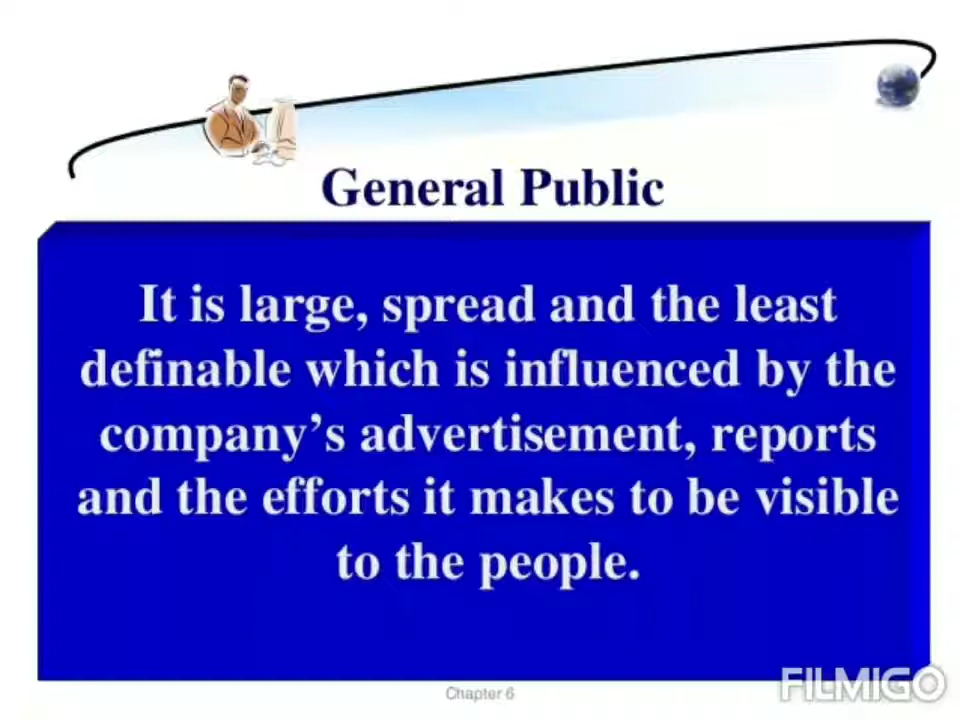 General Public
It is large, spread and the least
definable which is influenced by the
company’s advertisement, reports
and the efforts it makes to be visible
to the people.
Chapter 6
FILMIGO